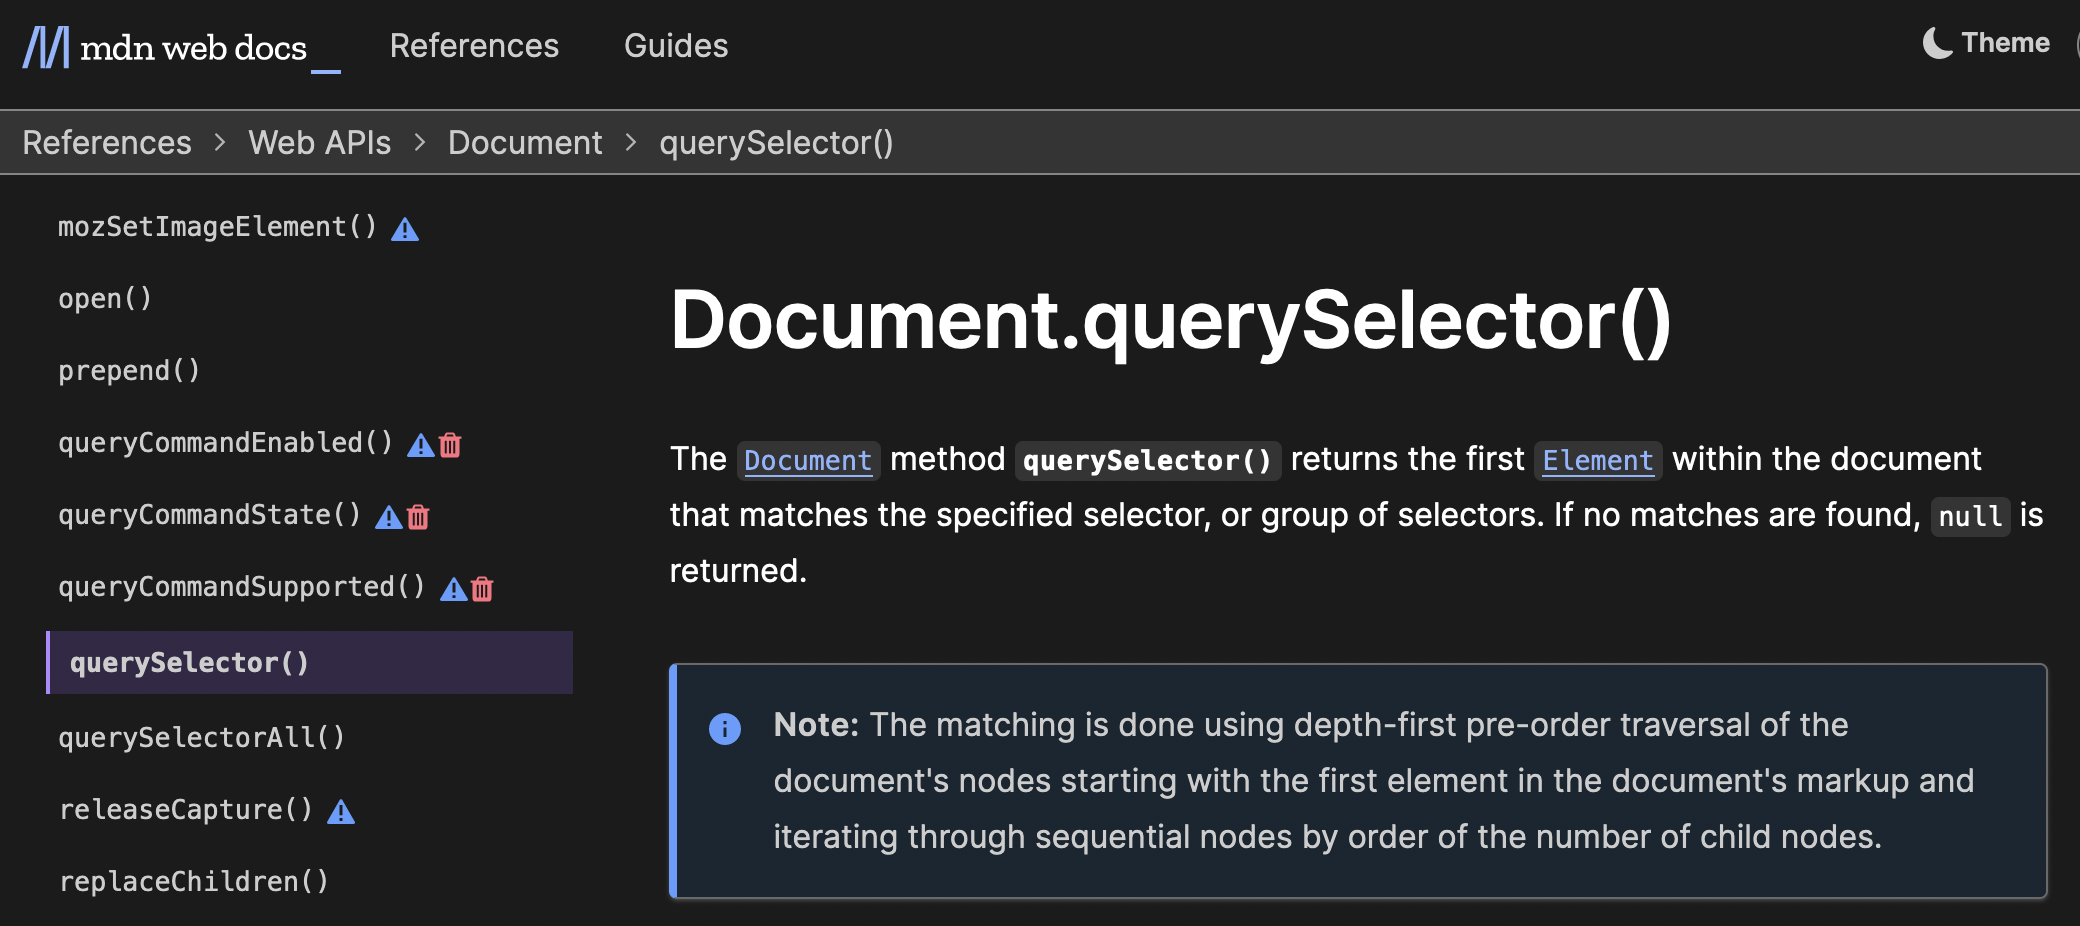 mdn web docs_
References
Guides
Theme
References > Web APIs > Document > querySelector()
mozSetImageElement()
open()
prepend()
queryCommandEnabled()
queryCommandState()
queryCommandSupported()
querySelector()
querySelectorAll()
releaseCapture()
replaceChildren()
Document.querySelector()
The Document method querySelector() returns the first Element within the document
that matches the specified selector, or group of selectors. If no matches are found, null is
returned.
Note: The matching is done using depth-first pre-order traversal of the
document's nodes starting with the first element in the document's markup and
iterating through sequential nodes by order of the number of child nodes.